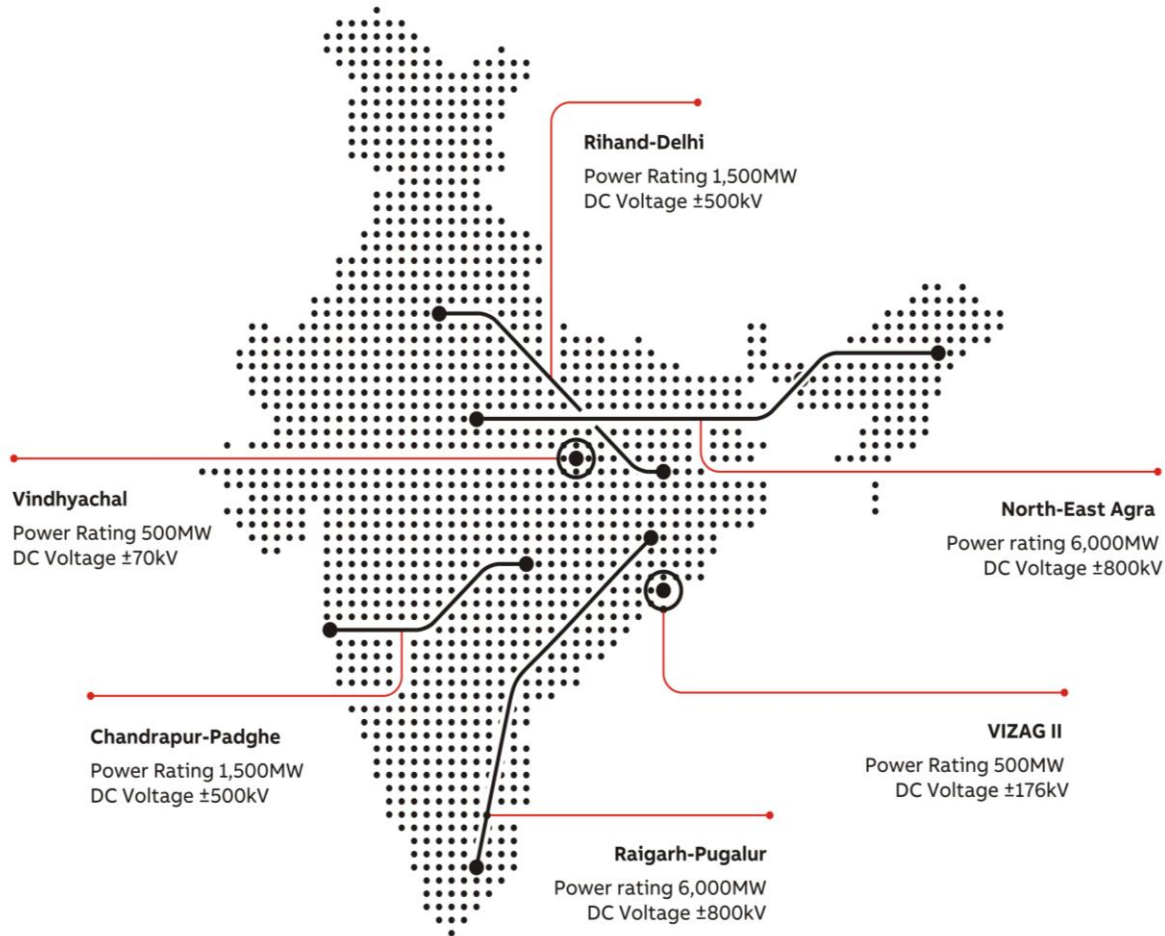 Rihand-Delhi
Power Rating 1,500MW
DC Voltage ±500kV
Vindhyachal
Power Rating 500MW
DC Voltage ±70kV
North-East Agra
Power rating 6,000MW
DC Voltage ±800kV
Chandrapur-Padghe
Power Rating 1,500MW
DC Voltage ±500kV
VIZAG II
Power Rating 500MW
DC Voltage ±176kV
Raigarh-Pugalur
Power rating 6,000MW
DC Voltage ±800kV